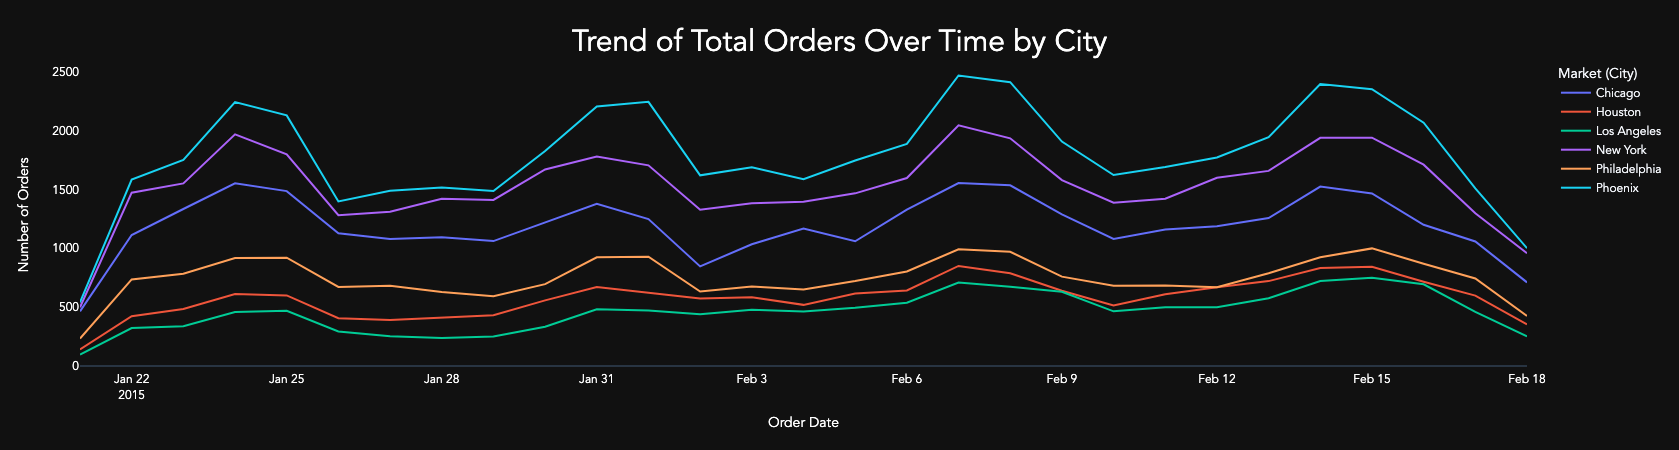 Trend of Total Orders Over Time by City
Number of Orders
2500
2000
1500
1000
500
0
Jan 22
2015
Jan 25
Jan 28
Jan 31
Feb 3
Feb 6
Feb 9
Feb 12
Feb 15
Feb 18
Order Date
Market (City)
Chicago
Houston
Los Angeles
New York
Philadelphia
Phoenix